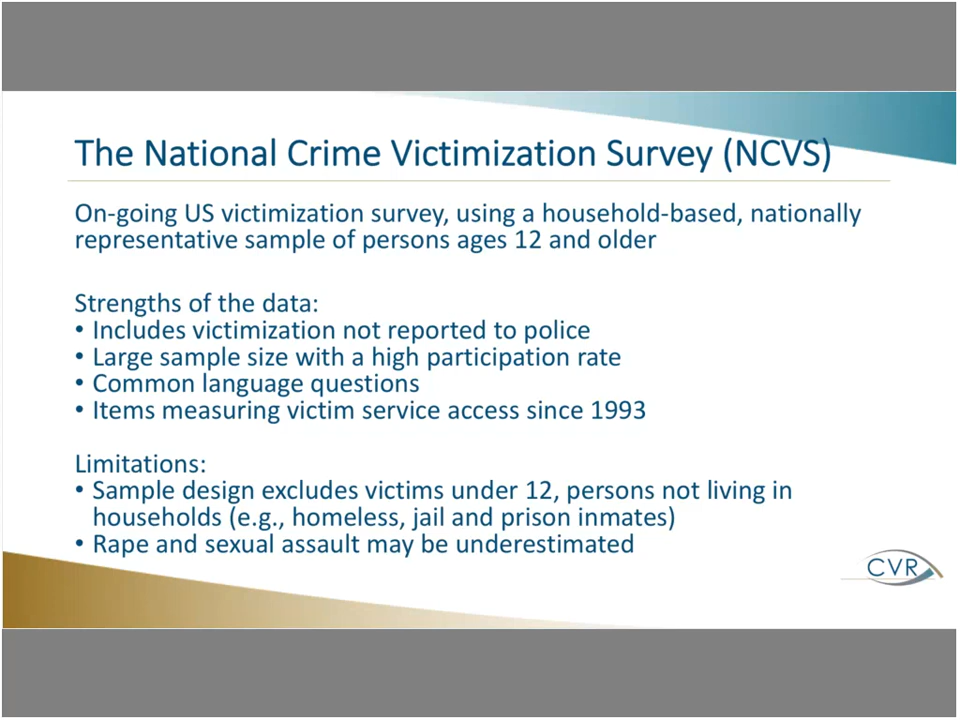 The National Crime Victimization Survey (NCVS)
On-going US victimization survey, using a household-based, nationally
representative sample of persons ages 12 and older
Strengths of the data:
• Includes victimization not reported to police
• Large sample size with a high participation rate
• Common language questions
• Items measuring victim service access since 1993
Limitations:
• Sample design excludes victims under 12, persons not living in
households (e.g., homeless, jail and prison inmates)
• Rape and sexual assault may be underestimated
CVR